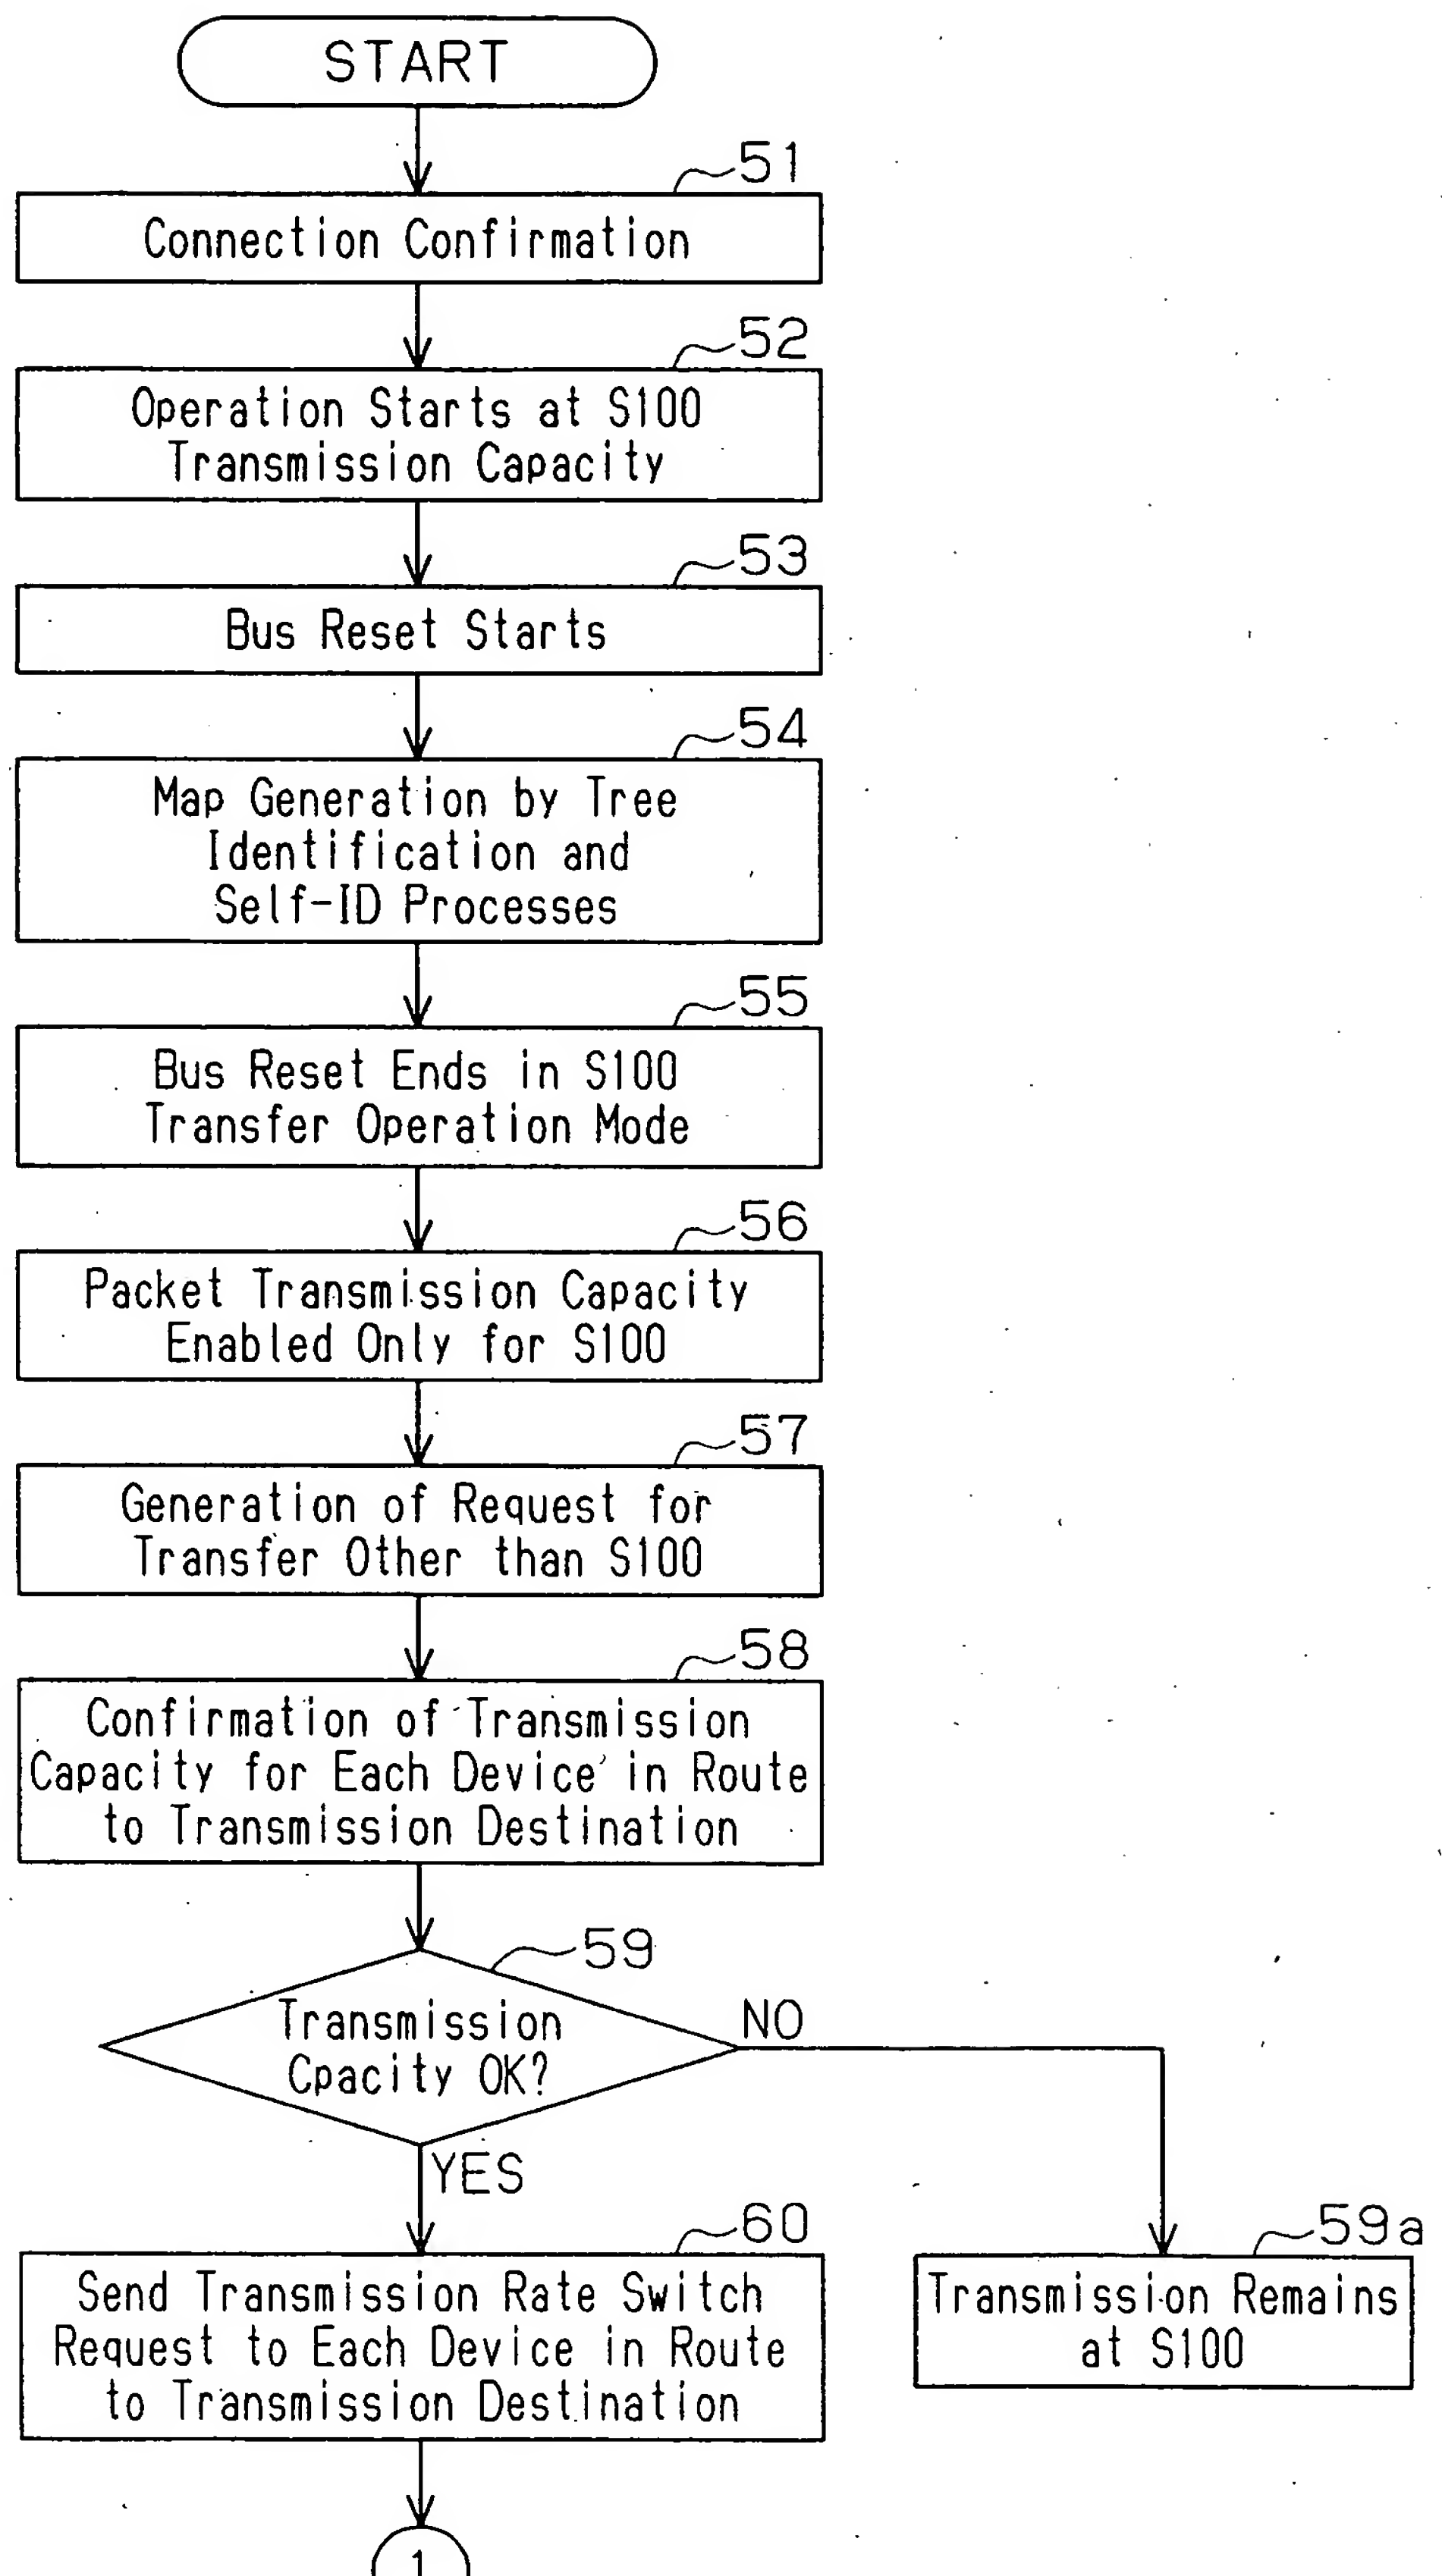 START
51
Connection Confirmation
52
Operation Starts at S100
Transmission Capacity
53
Bus Reset Starts
54
Map Generation by Tree
Identification and
Self-ID Processes
55
Bus Reset Ends in S100
Transfer Operation Mode
56
Packet Transmission Capacity
Enabled Only for S100
57
Generation of Request for
Transfer Other than S100
58
Confirmation of Transmission
Capacity for Each Device in Route
to Transmission Destination
59
Transmission
Cpacity OK?
NO
YES
60
Send Transmission Rate Switch
Request to Each Device in Route
to Transmission Destination
59a
Transmission Remains
at S100
1